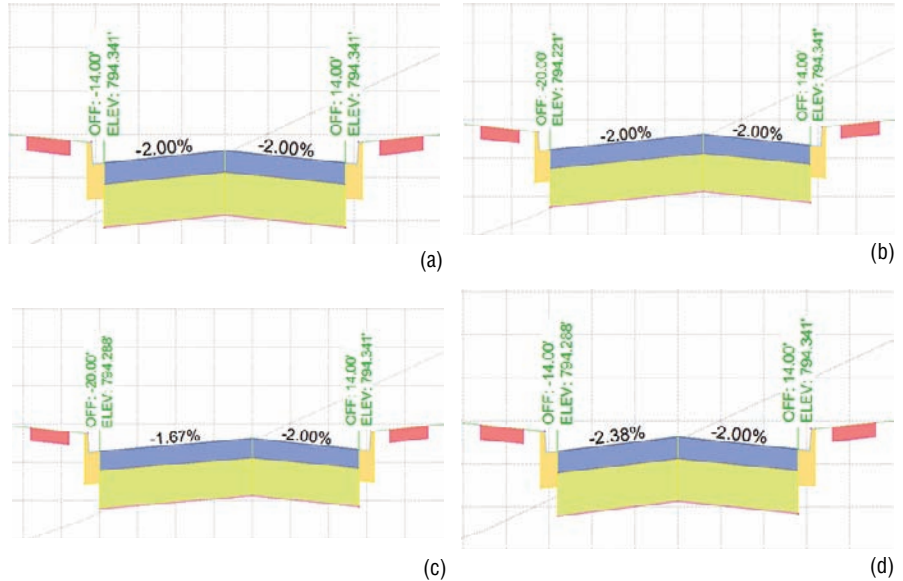 OFF: -14.00'
ELEV: 794.341'
-2.00%
-2.00%
OFF: 14.00'
ELEV: 794.341'
(a)
OFF: -20.00'
ELEV: 794.221'
-2.00%
-2.00%
OFF: 14.00'
ELEV: 794.341'
(b)
OFF: -20.00'
ELEV: 794.288'
-1.67%
-2.00%
OFF: 14.00'
ELEV: 794.341'
(c)
OFF: -14.00'
ELEV: 794.288'
-2.38%
-2.00%
OFF: 14.00'
ELEV: 794.341'
(d)